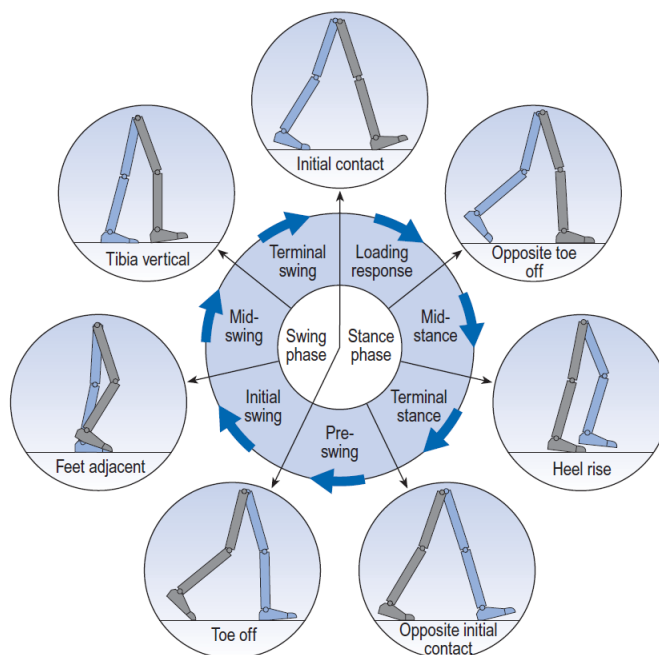 Initial contact
Opposite toe
off
Heel rise
Opposite initial
contact
Toe off
Feet adjacent
Tibia vertical
Loading
response
Mid-
stance
Terminal
stance
Pre-
swing
Initial
swing
Mid-
swing
Terminal
swing
Swing
phase
Stance
phase